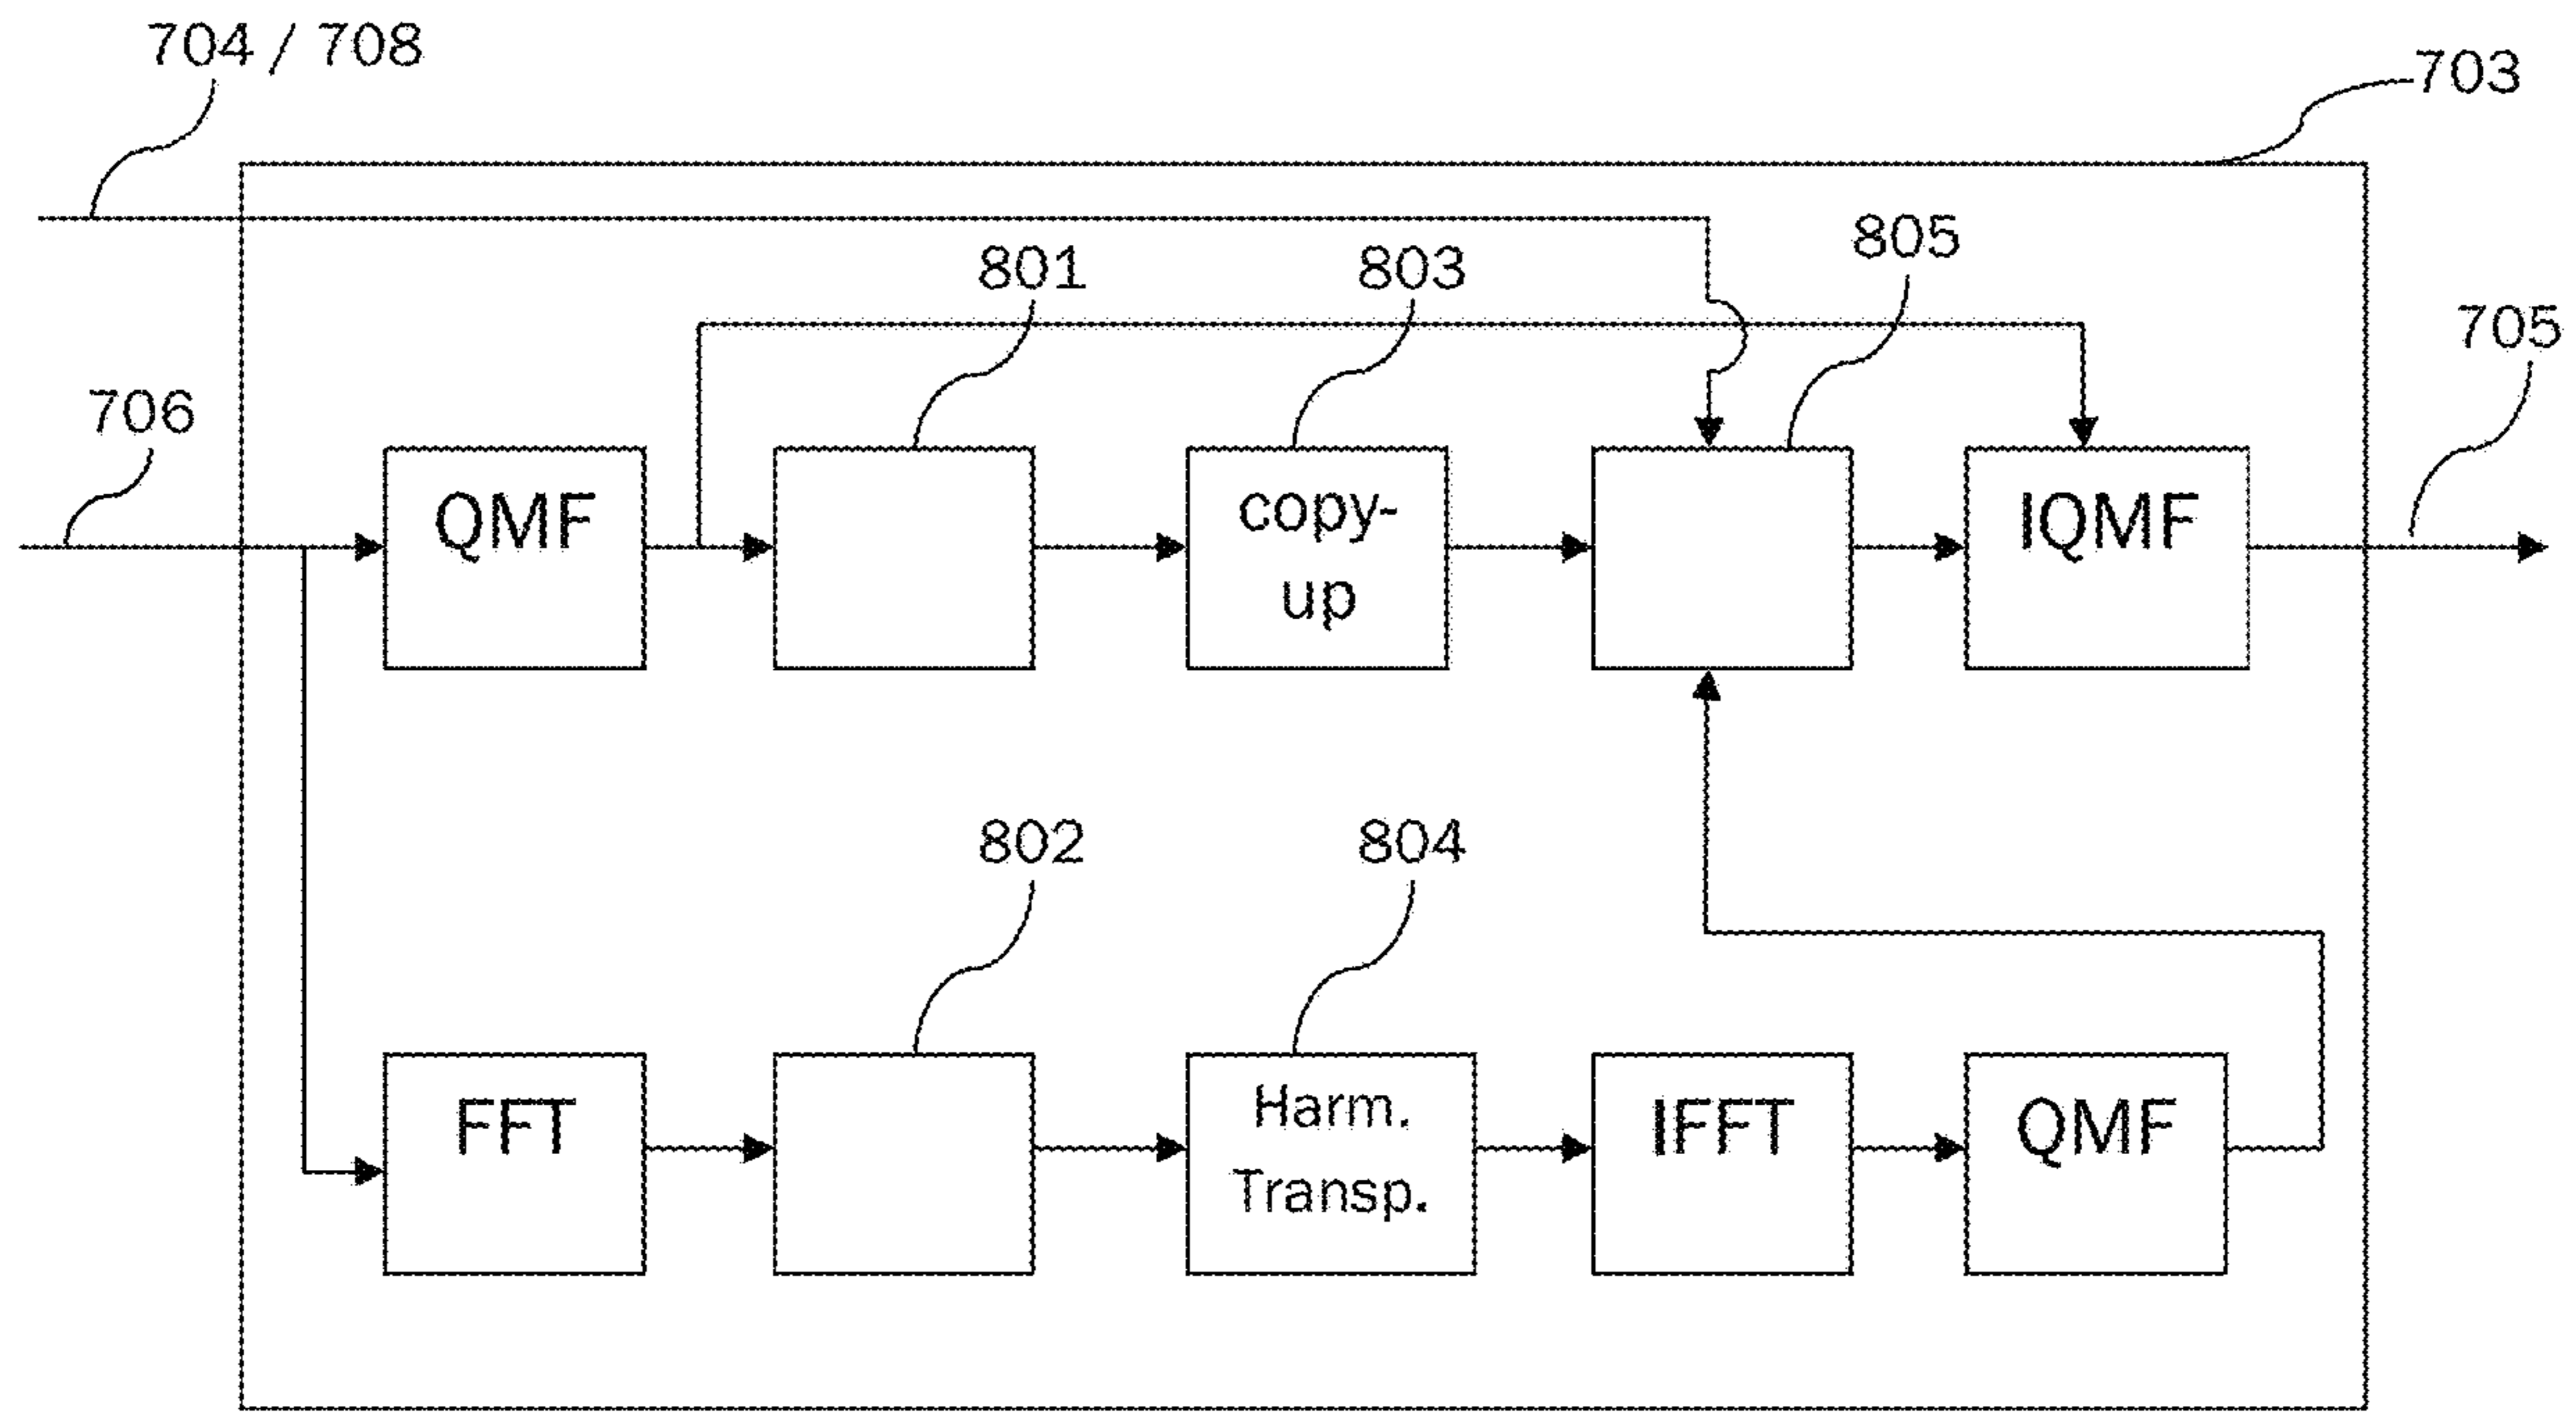 704 / 708
703
801
803
805
705
706
QMF
copy-
up
IQMF
802
804
FFT
Harm.
Transp.
IFFT
QMF